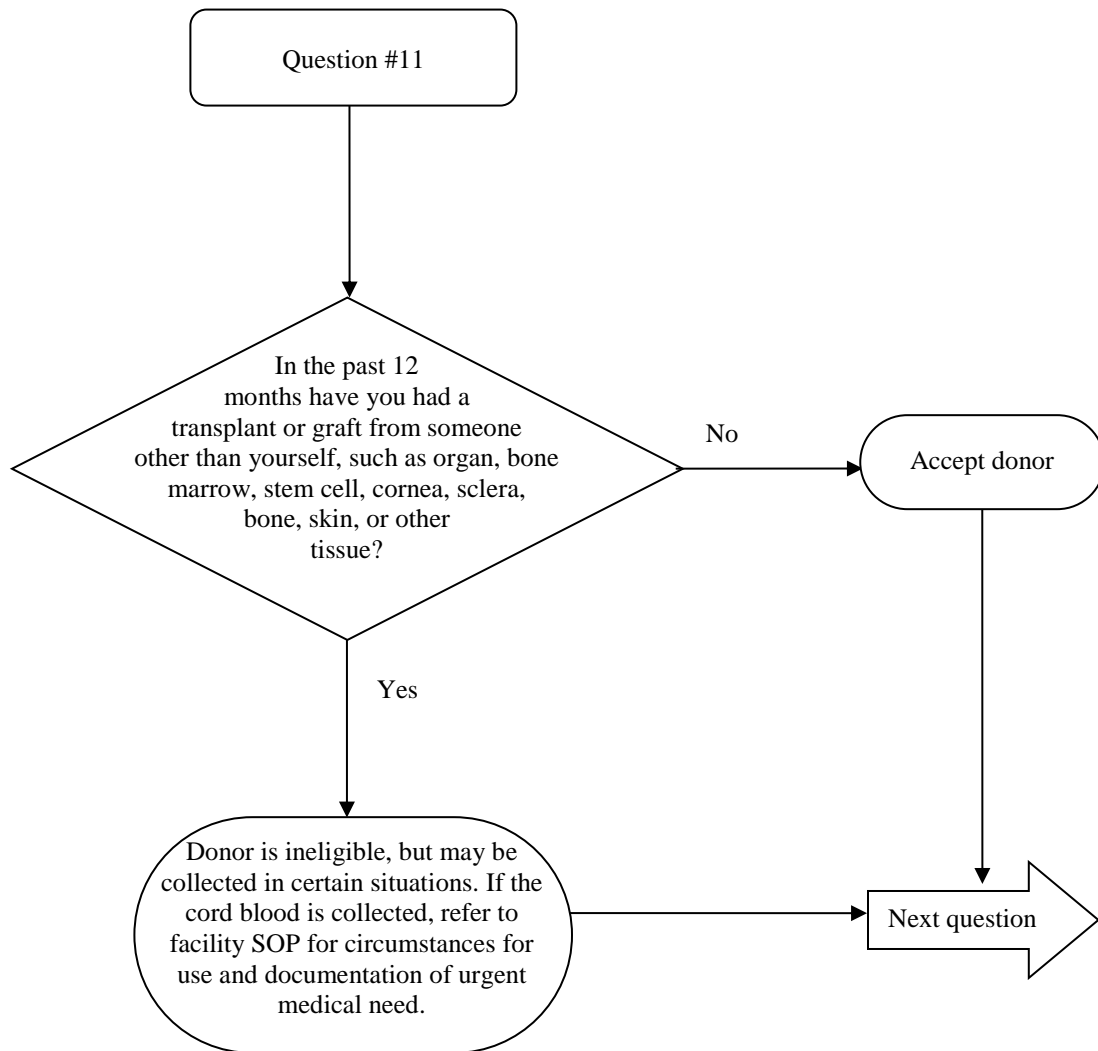 Question #11
In the past 12
months have you had a
transplant or graft from someone
other than yourself, such as organ, bone
marrow, stem cell, cornea, sclera,
bone, skin, or other
tissue?
No
Accept donor
Yes
Donor is ineligible, but may be
collected in certain situations. If the
cord blood is collected, refer to
facility SOP for circumstances for
use and documentation of urgent
medical need.
Next question